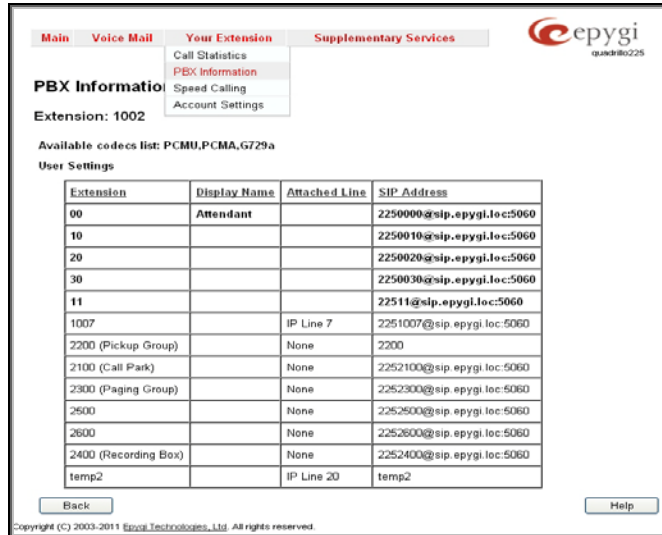 Main Voice Mail Your Extension Supplementary Services
epygi
quadrillo225
Call Statistics
PBX Information
Speed Calling
Account Settings
PBX Informatio
Extension: 1002
Available codecs list: PCMU,PCMA,G729a
User Settings
Extension Display Name Attached Line SIP Address
00 Attendant 2250000@sip.epygi.loc:5060
10 2250010@sip.epygi.loc:5060
20 2250020@sip.epygi.loc:5060
30 2250030@sip.epygi.loc:5060
11 22511@sip.epygi.loc:5060
1007 IP Line 7 2251007@sip.epygi.loc:5060
2200 (Pickup Group) None 2200
2100 (Call Park) None 2252100@sip.epygi.loc:5060
2300 (Paging Group) None 2252300@sip.epygi.loc:5060
2500 None 2252500@sip.epygi.loc:5060
2600 None 2252600@sip.epygi.loc:5060
2400 (Recording Box) None 2252400@sip.epygi.loc:5060
temp2 IP Line 20 temp2
Back Help
Copyright (C) 2003-2011 Epygi Technologies, Ltd. All rights reserved.